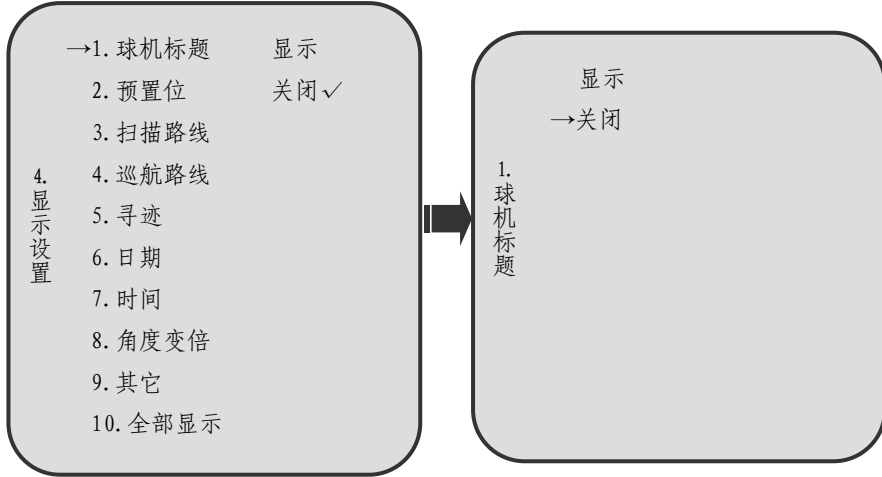 4.显示设置
→1.球机标题 显示
2.预置位 关闭✓
3.扫描路线
4.巡航路线
5.寻迹
6.日期
7.时间
8.角度变倍
9.其它
10.全部显示
1.球机标题
显示
→关闭